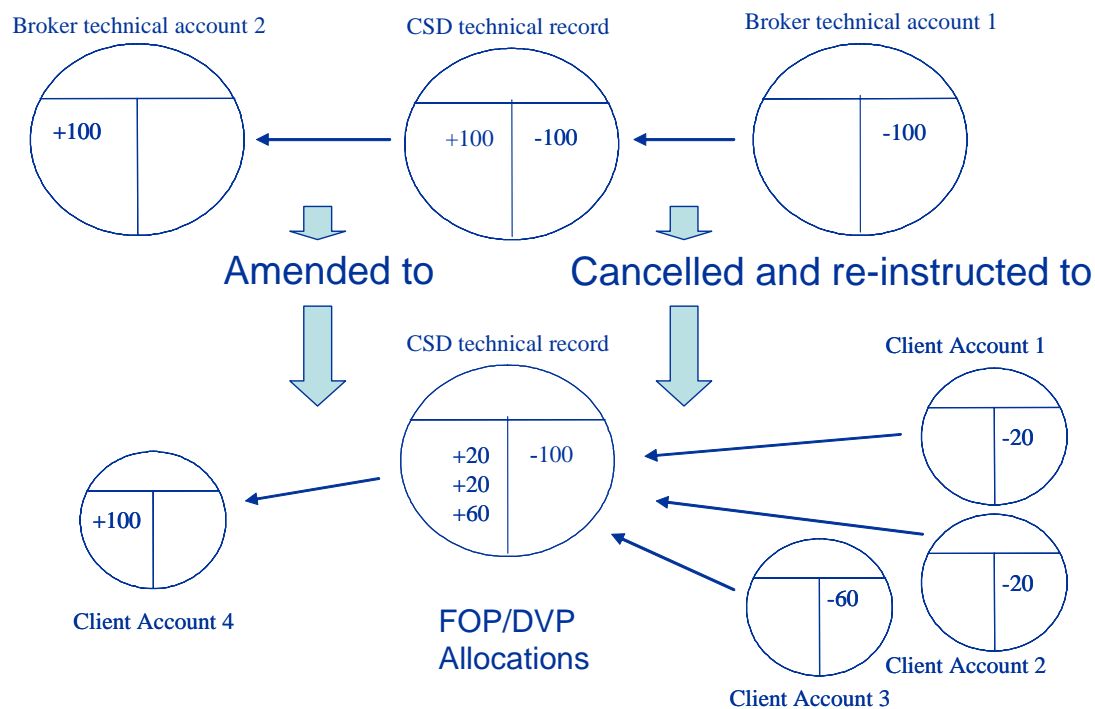 Broker technical account 2
CSD technical record
Broker technical account 1
+100
+100
-100
-100
Amended to
Cancelled and re-instructed to
CSD technical record
Client Account 1
+20
-100
+20
+60
-20
+100
-20
-60
Client Account 4
FOP/DVP
Allocations
Client Account 2
Client Account 3